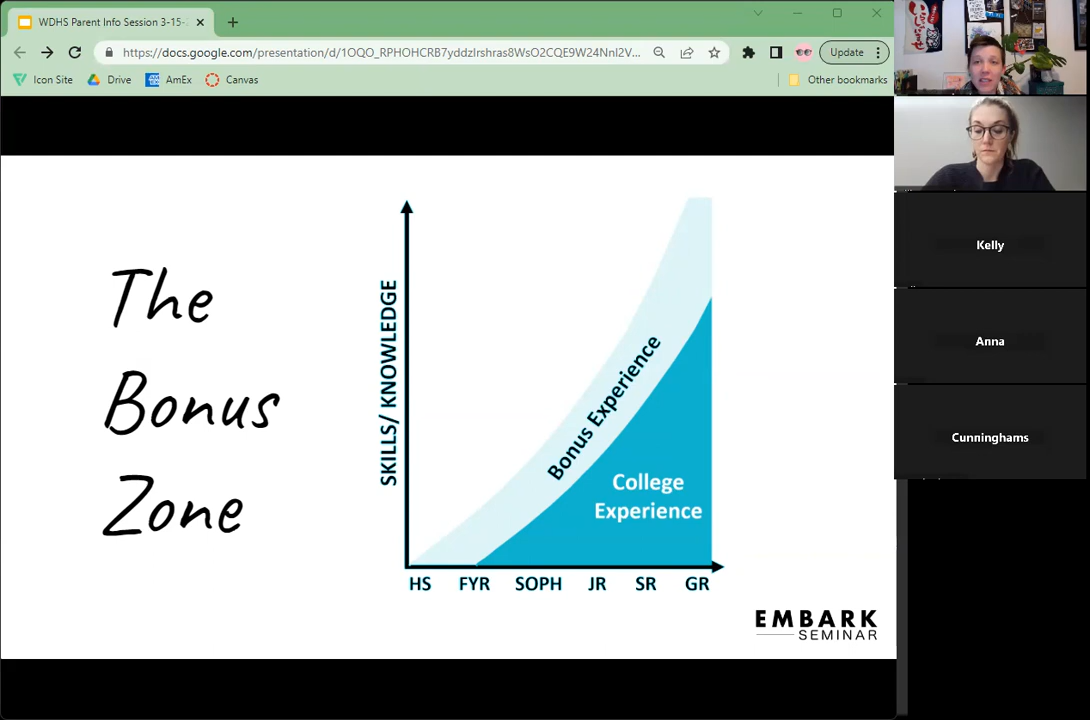 WDHS Parent Info Session 3-15-
https://docs.google.com/presentation/d/1OQO_RPHOHCRB7yddzIrshras8WsO2CQE9W24NnI2V...
Update
Icon Site
Drive
AmEx
Canvas
Other bookmarks
The
Bonus
Zone
SKILLS/ KNOWLEDGE
Bonus Experience
College
Experience
HS FYR SOPH JR SR GR
EMBARK
SEMINAR
Kelly
Anna
Cunninghams